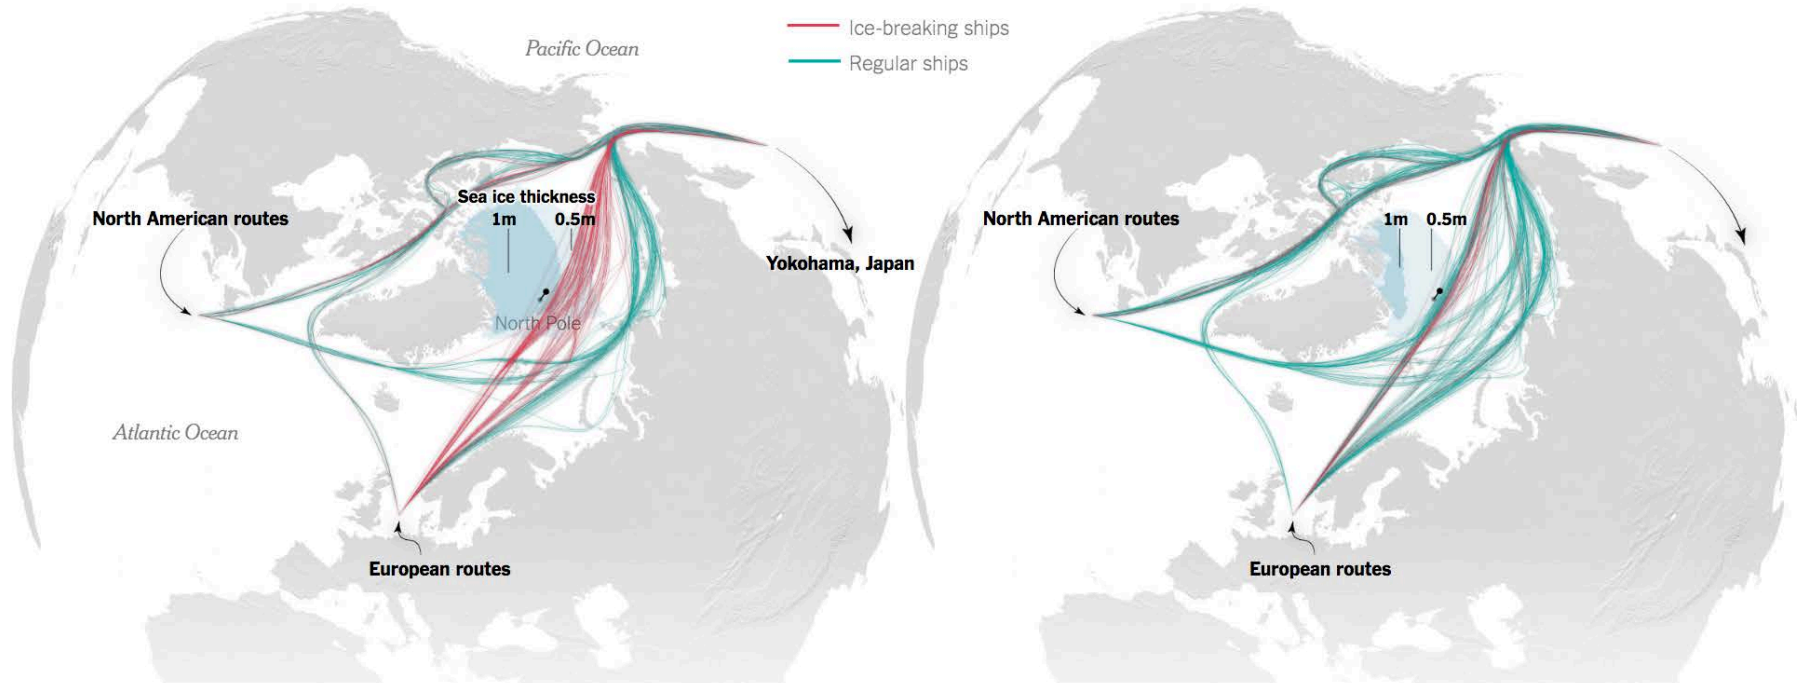 Pacific Ocean
Ice-breaking ships
Regular ships
Sea ice thickness
1m
0.5m
North American routes
Yokohama, Japan
North Pole
Atlantic Ocean
European routes
1m
0.5m
North American routes
European routes